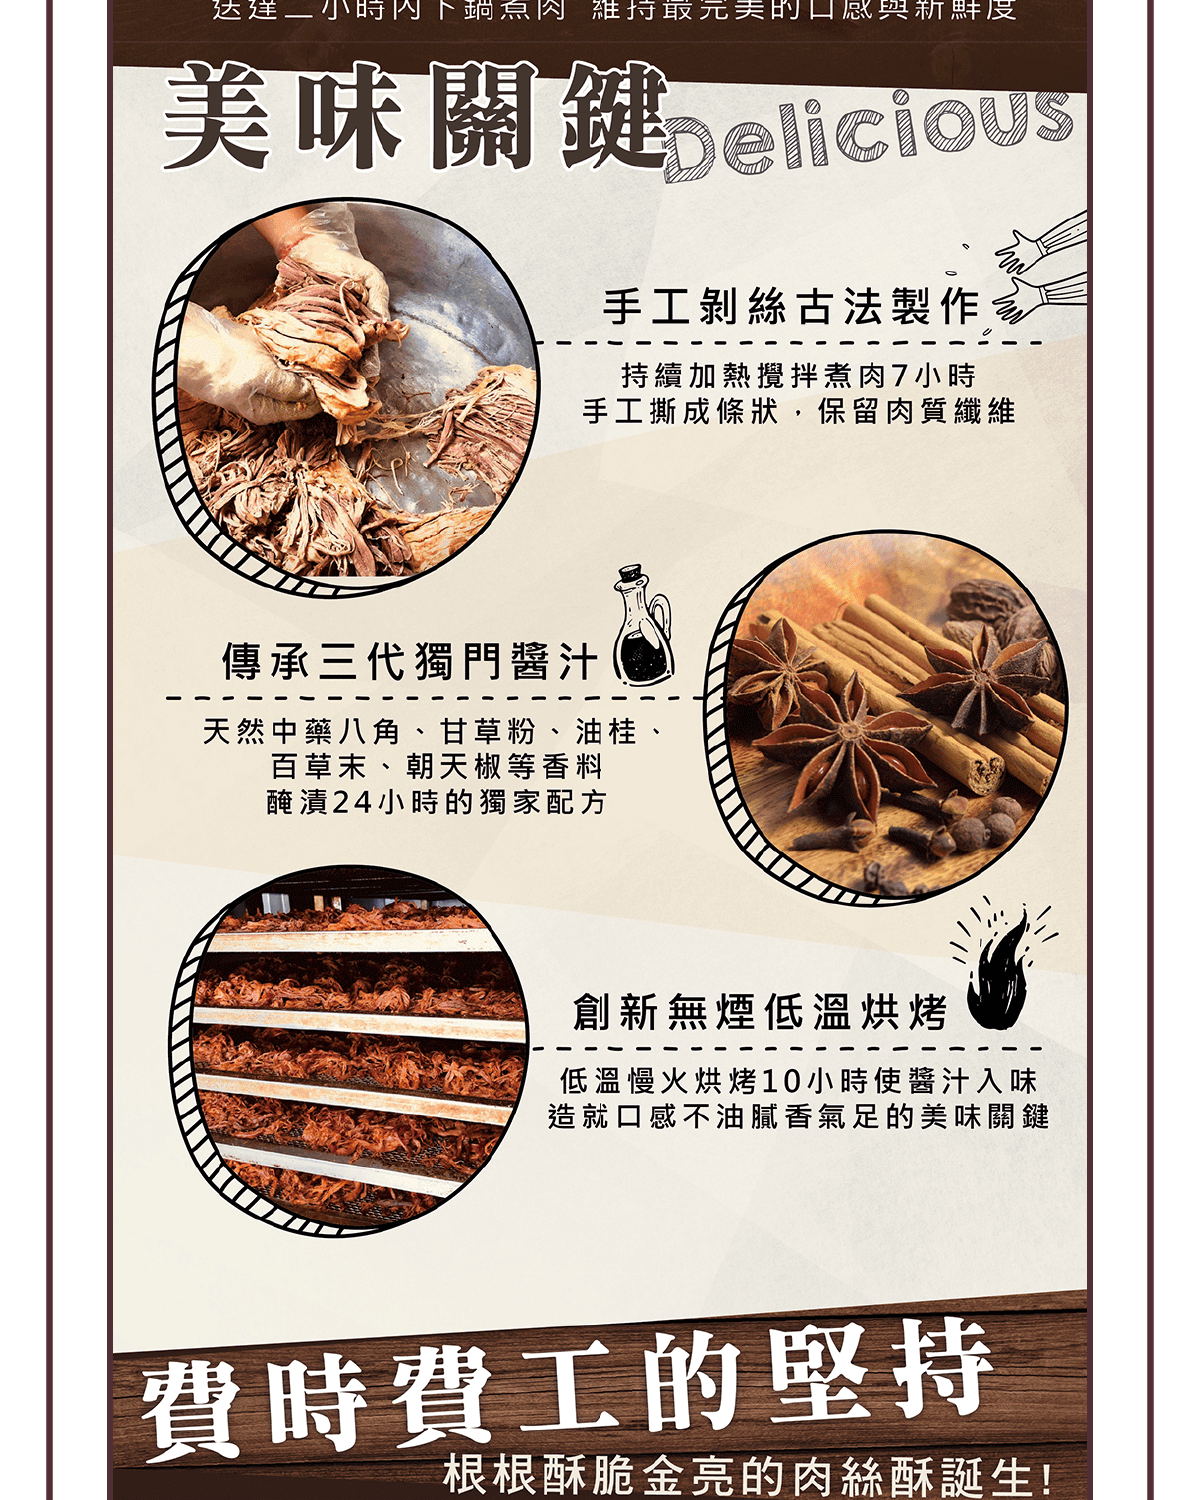 送達二小時內下鍋煮肉 維持最完美的口感與新鮮度
美味關鍵
Delicious
手工剝絲古法製作
持續加熱攪拌煮肉7小時
手工撕成條狀，保留肉質纖維
傳承三代獨門醬汁
天然中藥八角、甘草粉、油桂、
百草末、朝天椒等香料
醃漬24小時的獨家配方
創新無煙低溫烘烤
低溫慢火烘烤10小時使醬汁入味
造就口感不油膩香氣足的美味關鍵
費時費工的堅持
根根酥脆金亮的肉絲酥誕生!